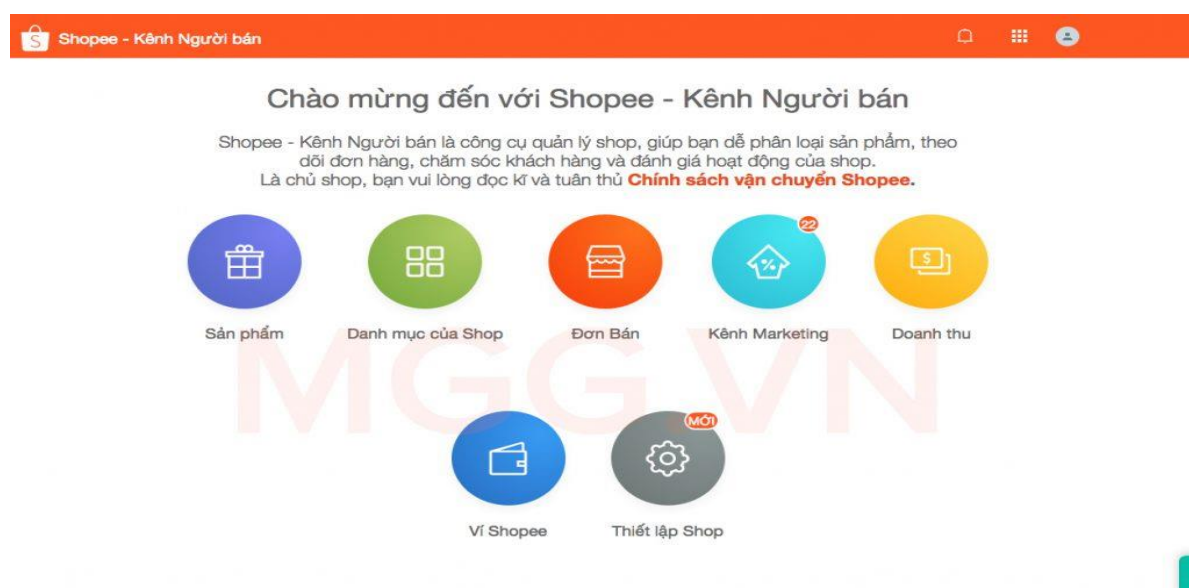 Shopee - Kênh Người bán
Chào mừng đến với Shopee - Kênh Người bán
Shopee - Kênh Người bán là công cụ quản lý shop, giúp bạn dễ phân loại sản phẩm, theo
dõi đơn hàng, chăm sóc khách hàng và đánh giá hoạt động của shop.
Là chủ shop, bạn vui lòng đọc kĩ và tuân thủ Chính sách vận chuyển Shopee.
22
$
%
Sản phẩm Danh mục của Shop Đơn Bán Kênh Marketing Doanh thu
MGG.VN
MỚI
Ví Shopee Thiết lập Shop